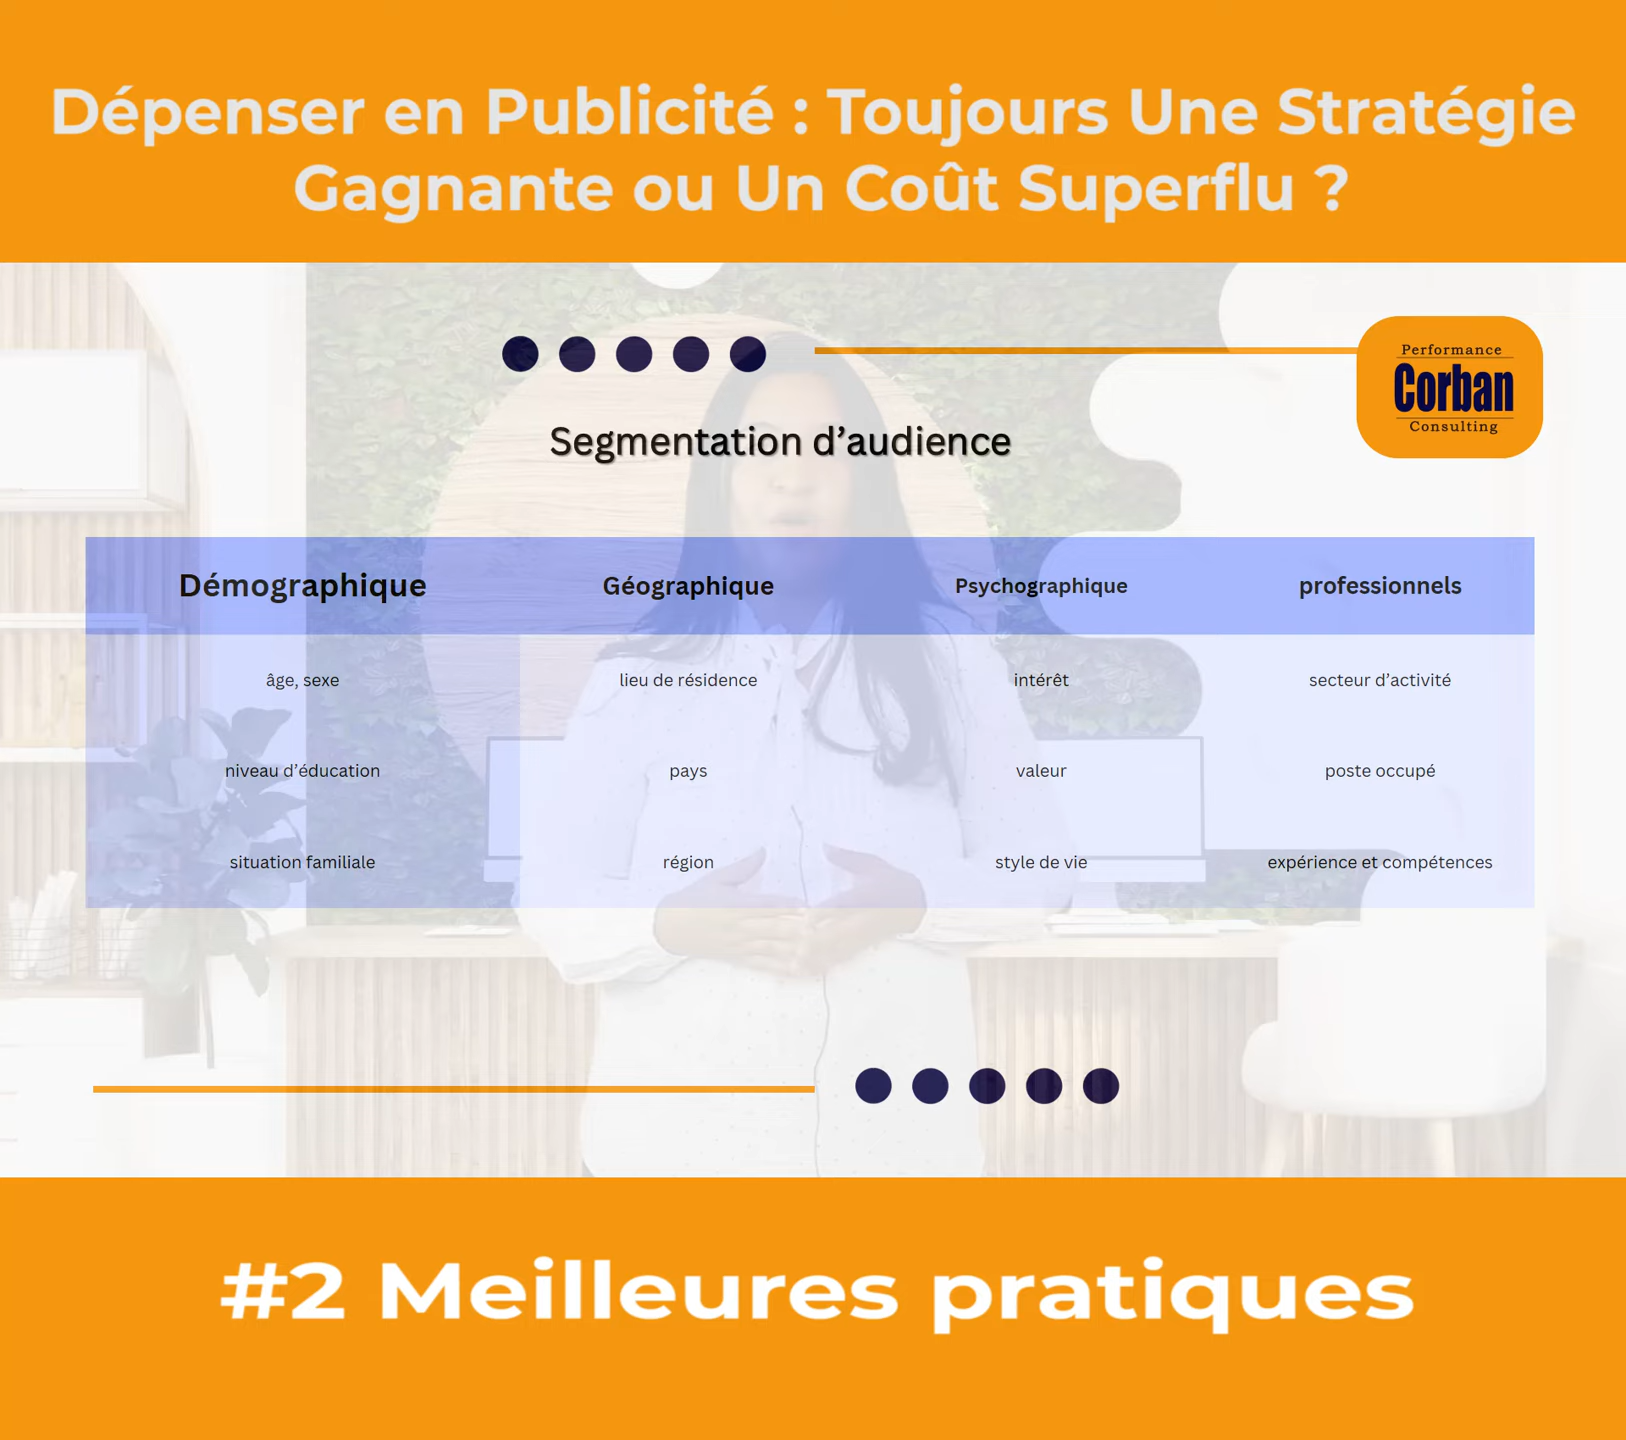 Dépenser en Publicité : Toujours Une Stratégie
Gagnante ou Un Coût Superflu ?
Performance
Corban
Consulting
Segmentation d’audience
Démographique Géographique Psychographique professionnels
âge, sexe lieu de résidence intérêt secteur d’activité
niveau d’éducation pays valeur poste occupé
situation familiale région style de vie expérience et compétences
#2 Meilleures pratiques